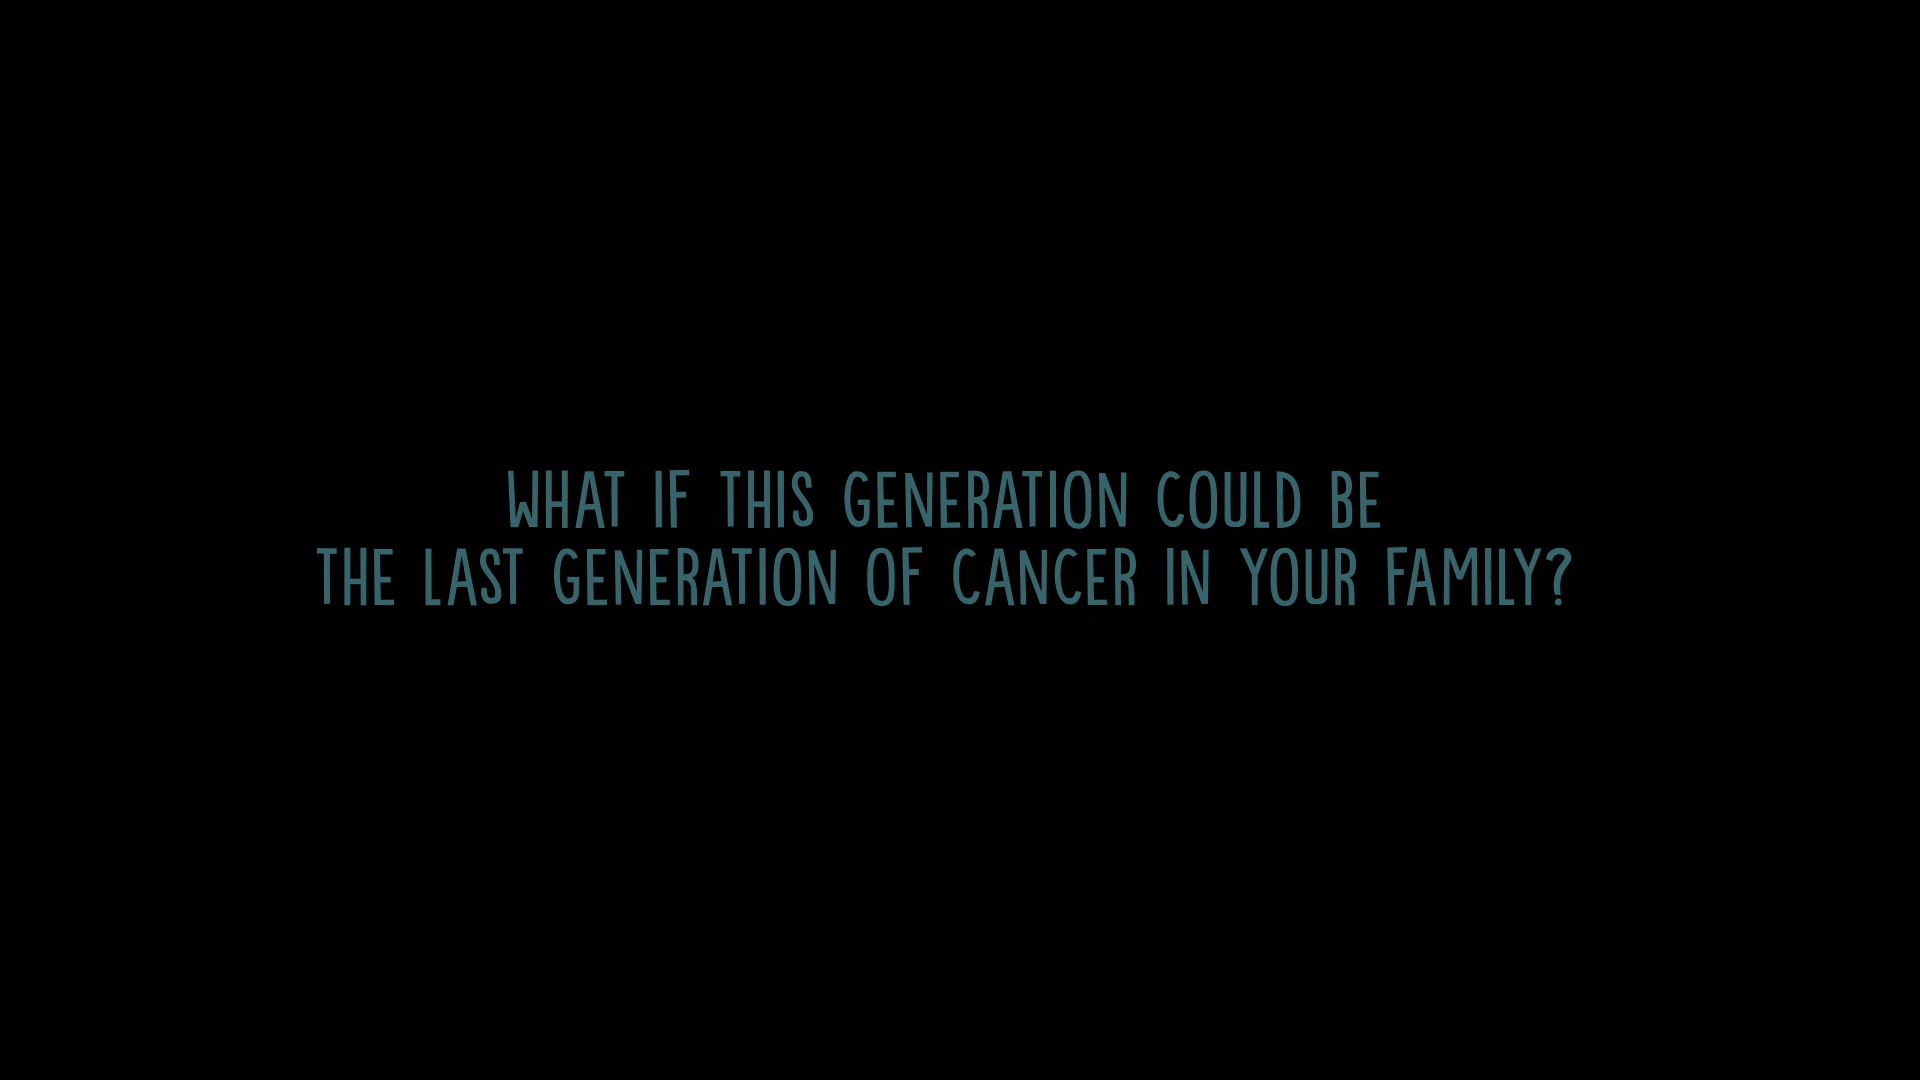 WHAT IF THIS GENERATION COULD BE
THE LAST GENERATION OF CANCER IN YOUR FAMILY?